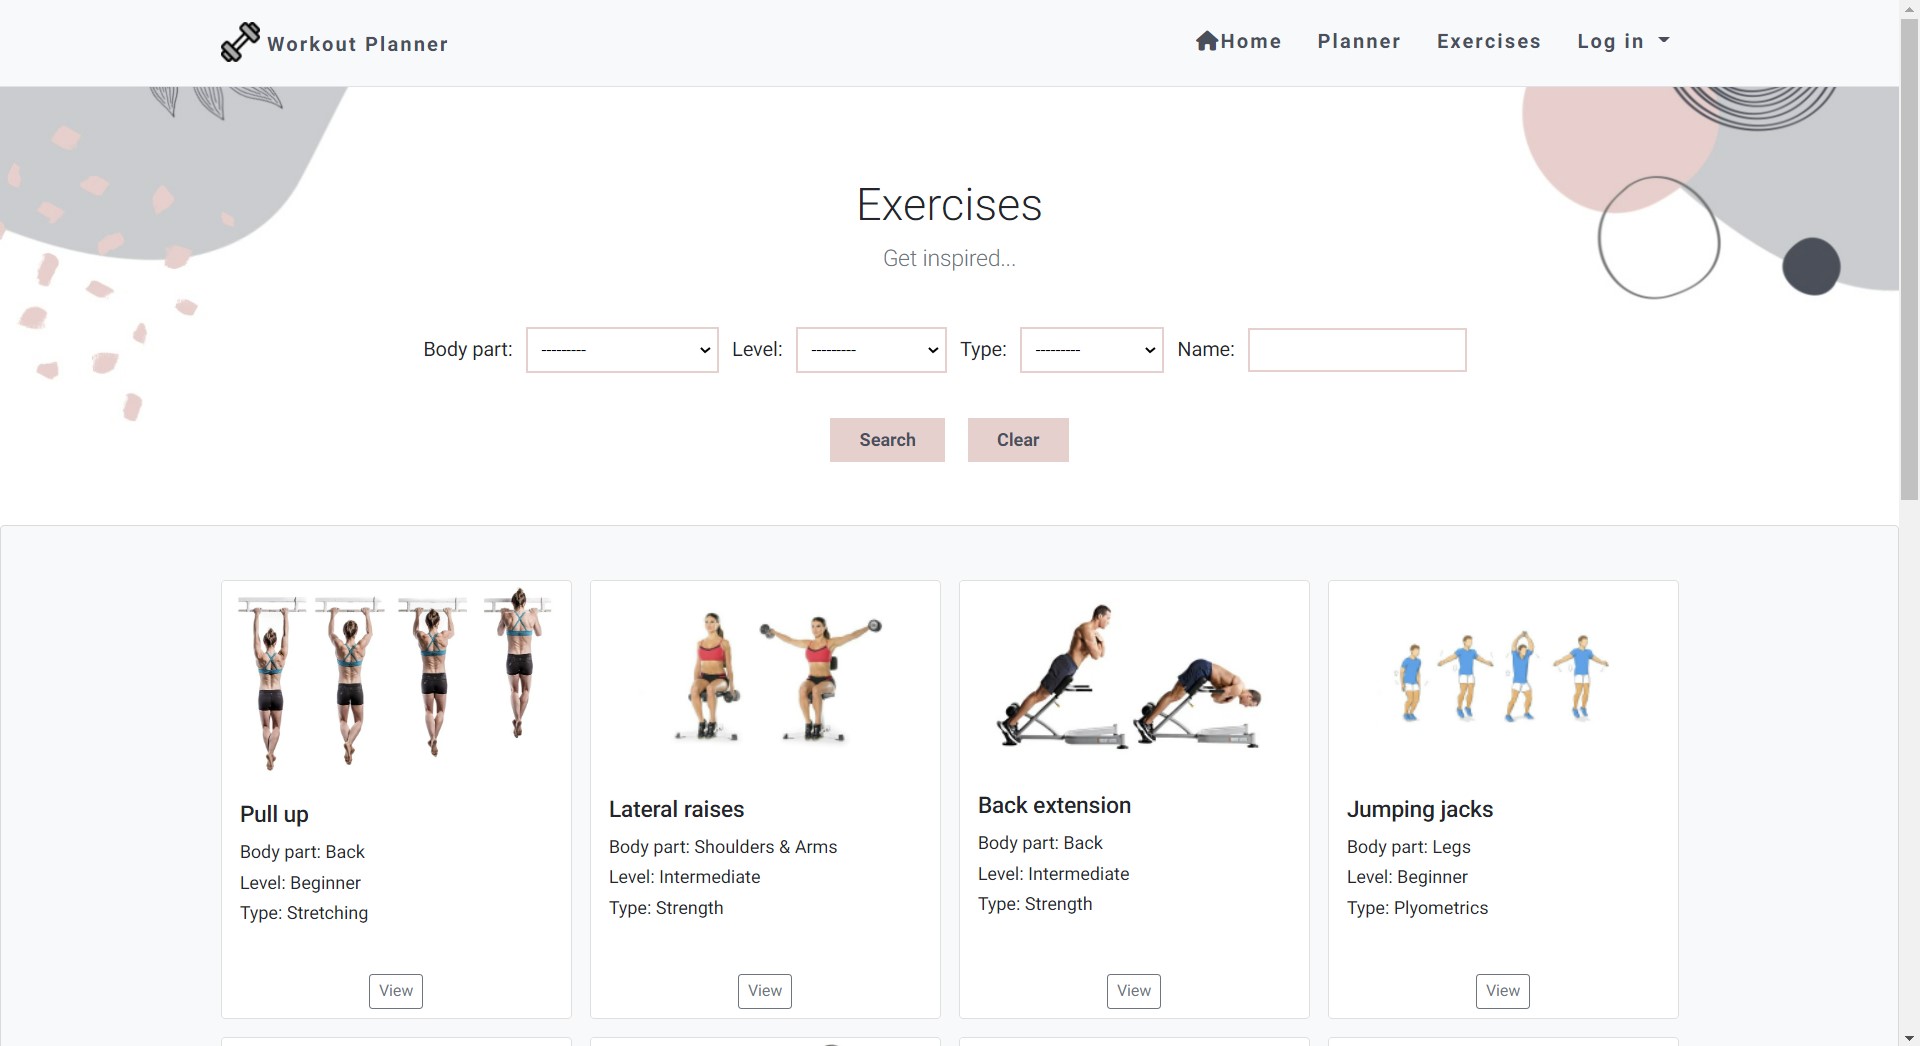 Workout Planner
Home Planner Exercises Log in
Exercises
Get inspired...
Body part: --------- Level: --------- Type: --------- Name:
Search Clear
Pull up
Body part: Back
Level: Beginner
Type: Stretching
View
Lateral raises
Body part: Shoulders & Arms
Level: Intermediate
Type: Strength
View
Back extension
Body part: Back
Level: Intermediate
Type: Strength
View
Jumping jacks
Body part: Legs
Level: Beginner
Type: Plyometrics
View